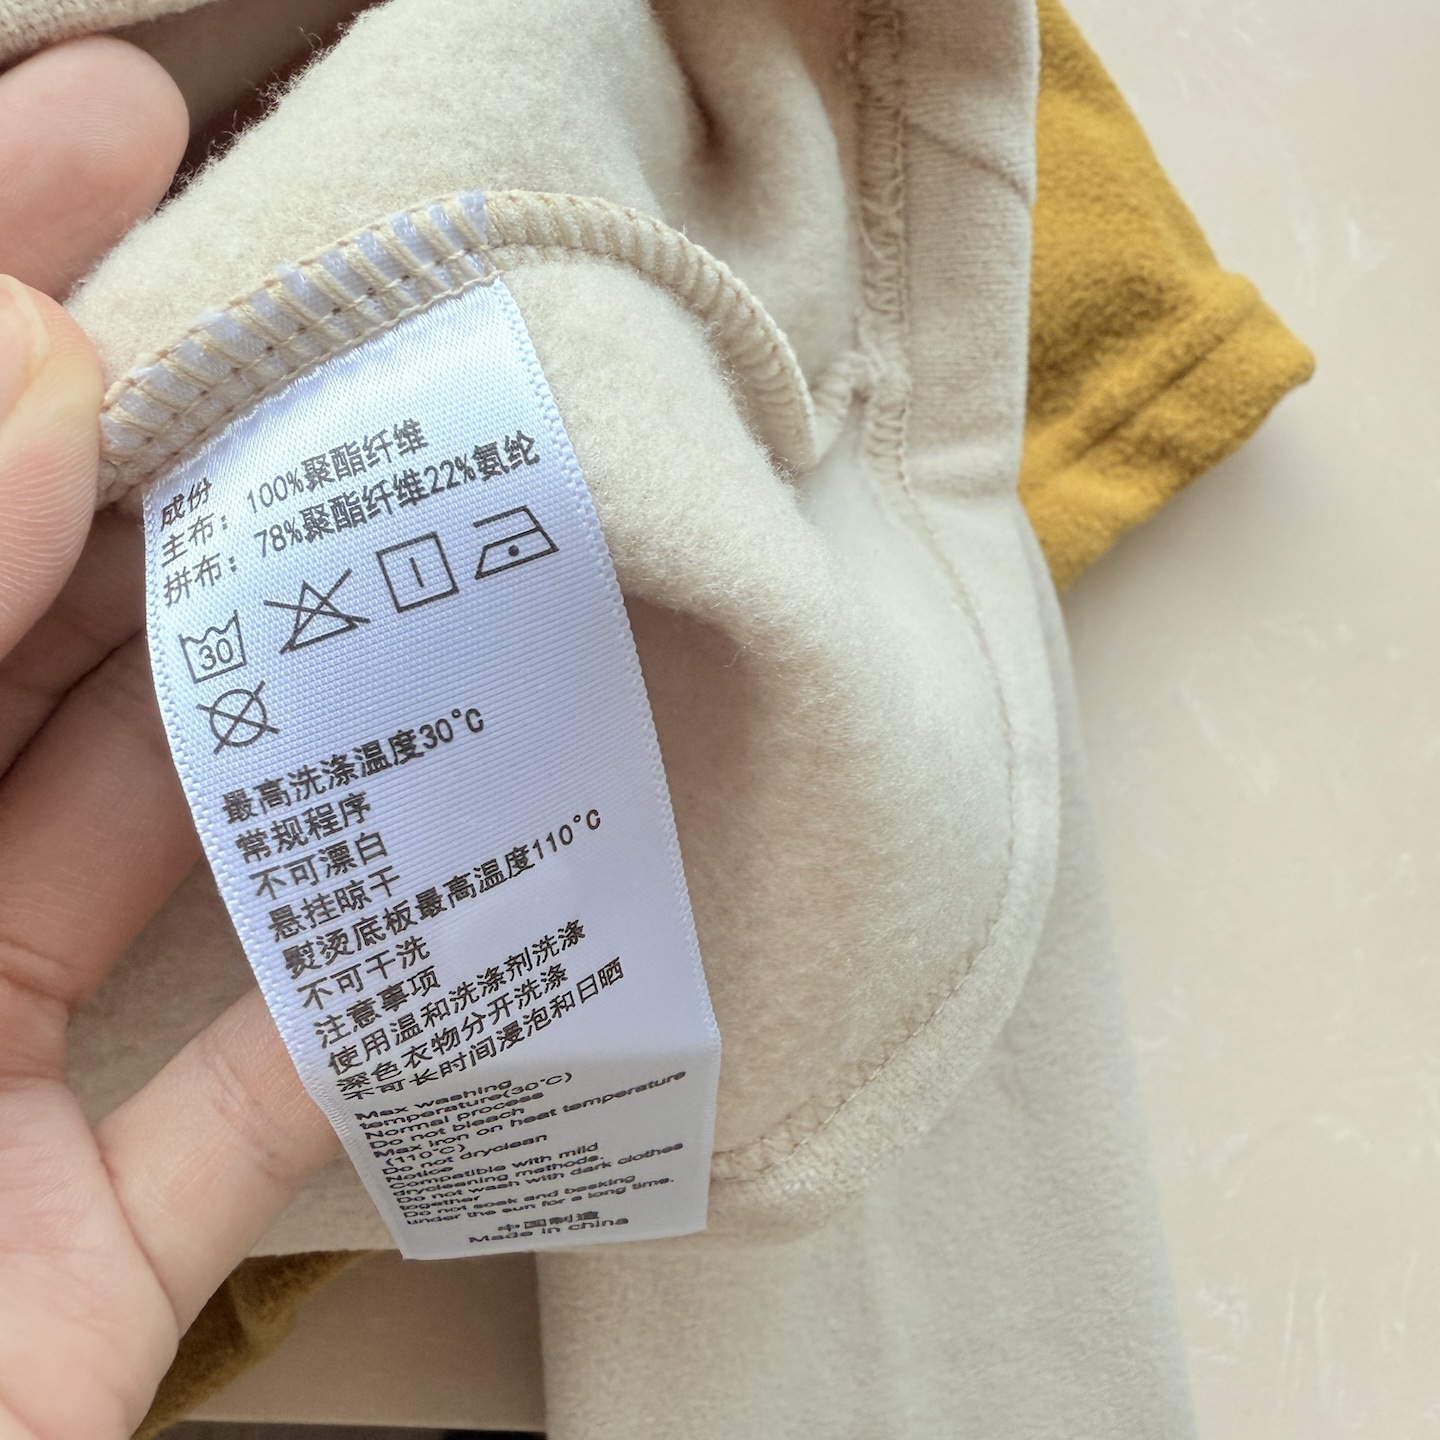 成份
主布：100%聚酯纤维
拼布：78%聚酯纤维22%氨纶
30
最高洗涤温度30℃
常规程序
不可漂白
悬挂晾干
熨烫底板最高温度110℃
不可干洗
注意事项
使用温和洗涤剂洗涤
深色衣物分开洗涤
不可长时间浸泡和日晒
Max washing
temperature(30℃)
Normal process
Do not bleach
Max iron on heat temperature
(110℃)
Do not dryclean
Notice
Compatible with mild
drycleaning methods.
Do not wash with dark clothes
together
Do not soak and basking
under the sun for a long time.
中国制造
Made in china